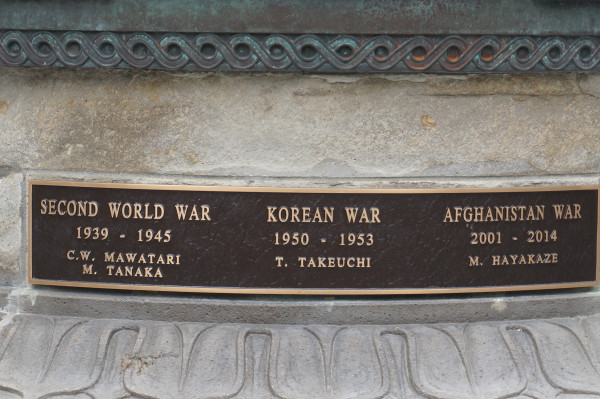 SECOND WORLD WAR
1939 - 1945
C.W. MAWATARI
M. TANAKA
KOREAN WAR
1950 - 1953
T. TAKEUCHI
AFGHANISTAN WAR
2001 - 2014
M. HAYAKAZE